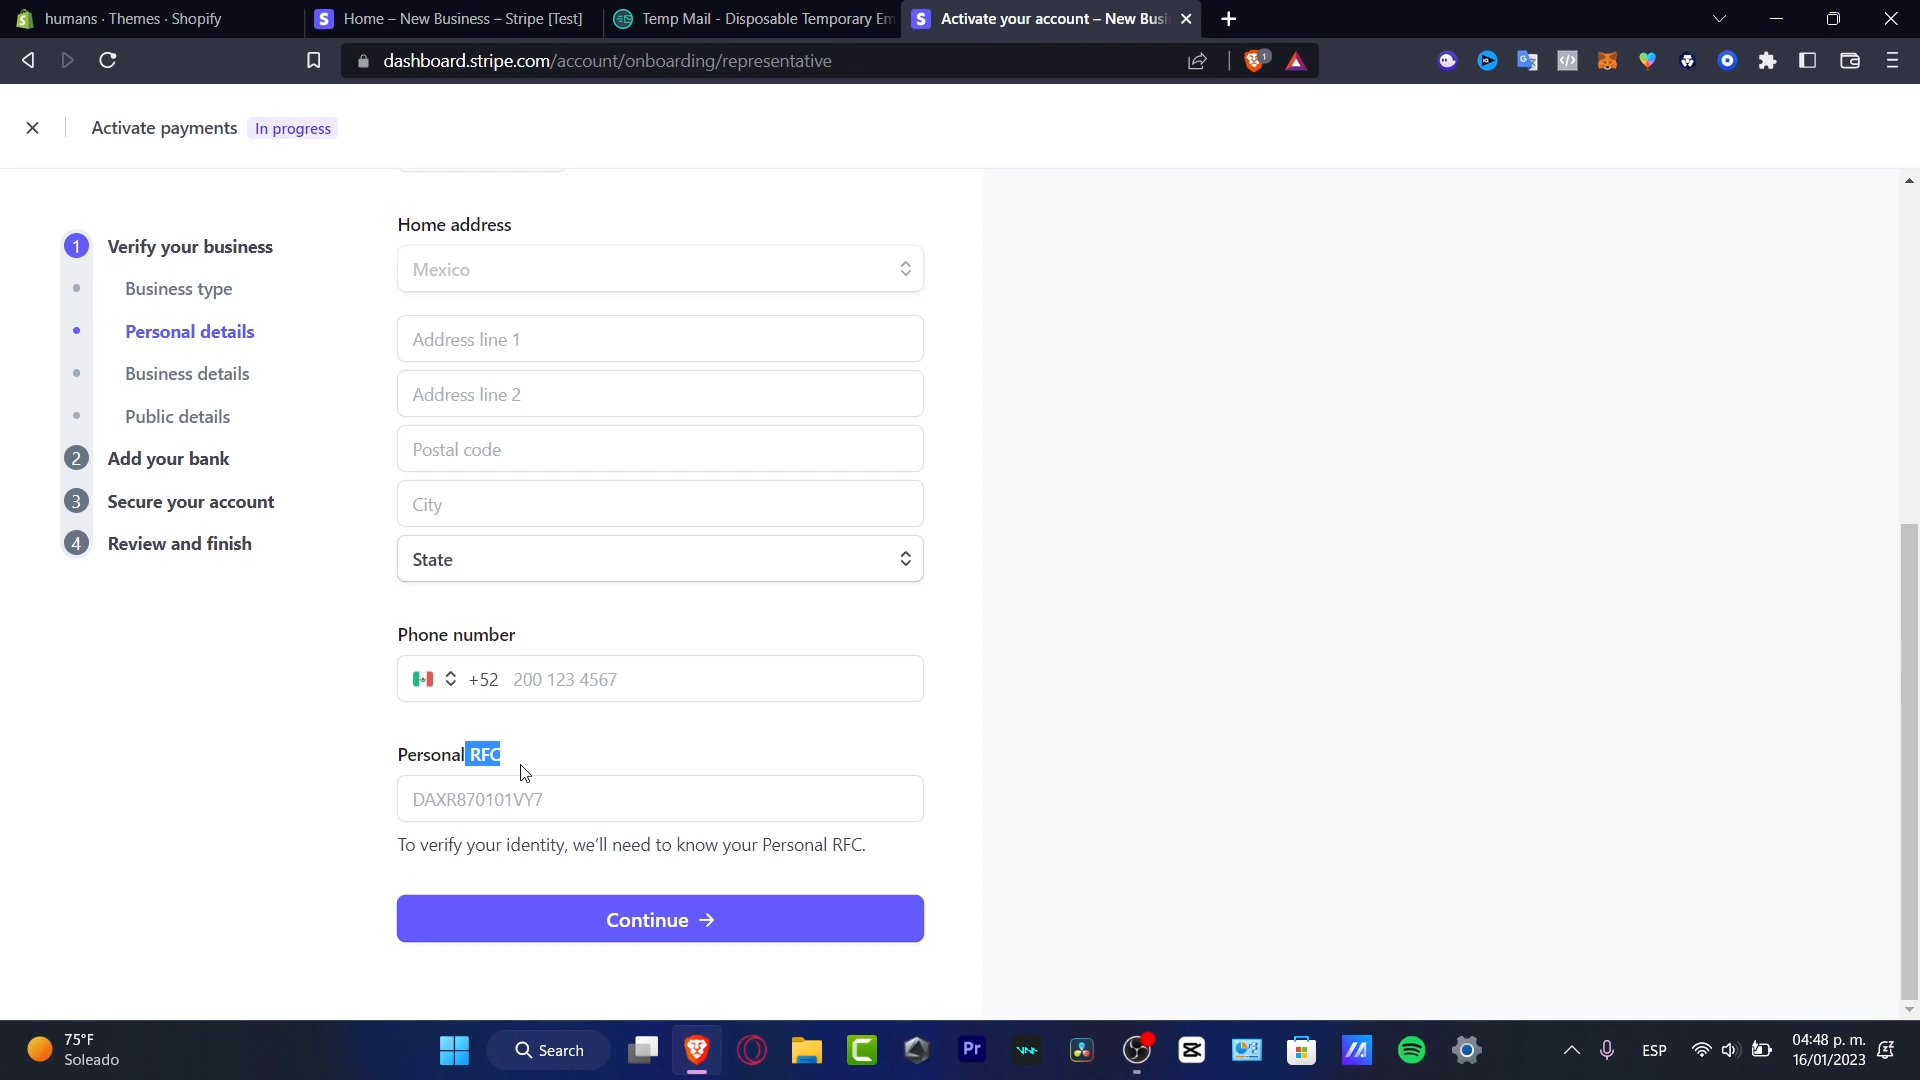 humans · Themes · Shopify
Home – New Business – Stripe [Test]
Temp Mail - Disposable Temporary Em
Activate your account – New Busi
dashboard.stripe.com/account/onboarding/representative
1
Activate payments
In progress
1 Verify your business
Business type
Personal details
Business details
Public details
2 Add your bank
3 Secure your account
4 Review and finish
Home address
Mexico
Address line 1
Address line 2
Postal code
City
State
Phone number
+52 200 123 4567
Personal RFC
DAXR870101VY7
To verify your identity, we'll need to know your Personal RFC.
Continue →
75°F
Soleado
Search
Pr
ESP
04:48 p. m.
16/01/2023